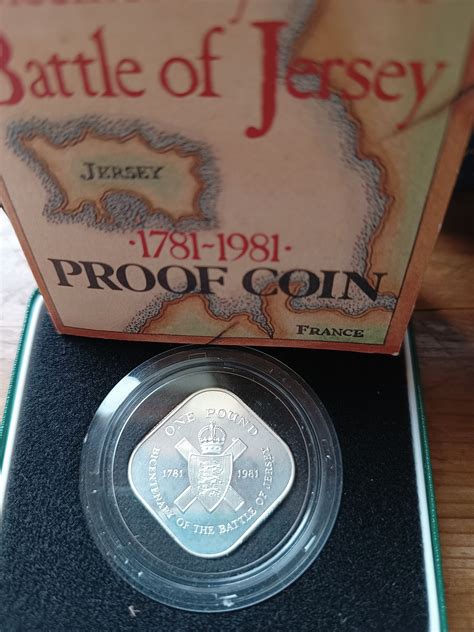 Battle of Jersey
JERSEY
·1781-1981·
PROOF COIN
FRANCE
ONE POUND
1781 1981
BICENTENARY OF THE BATTLE OF JERSEY